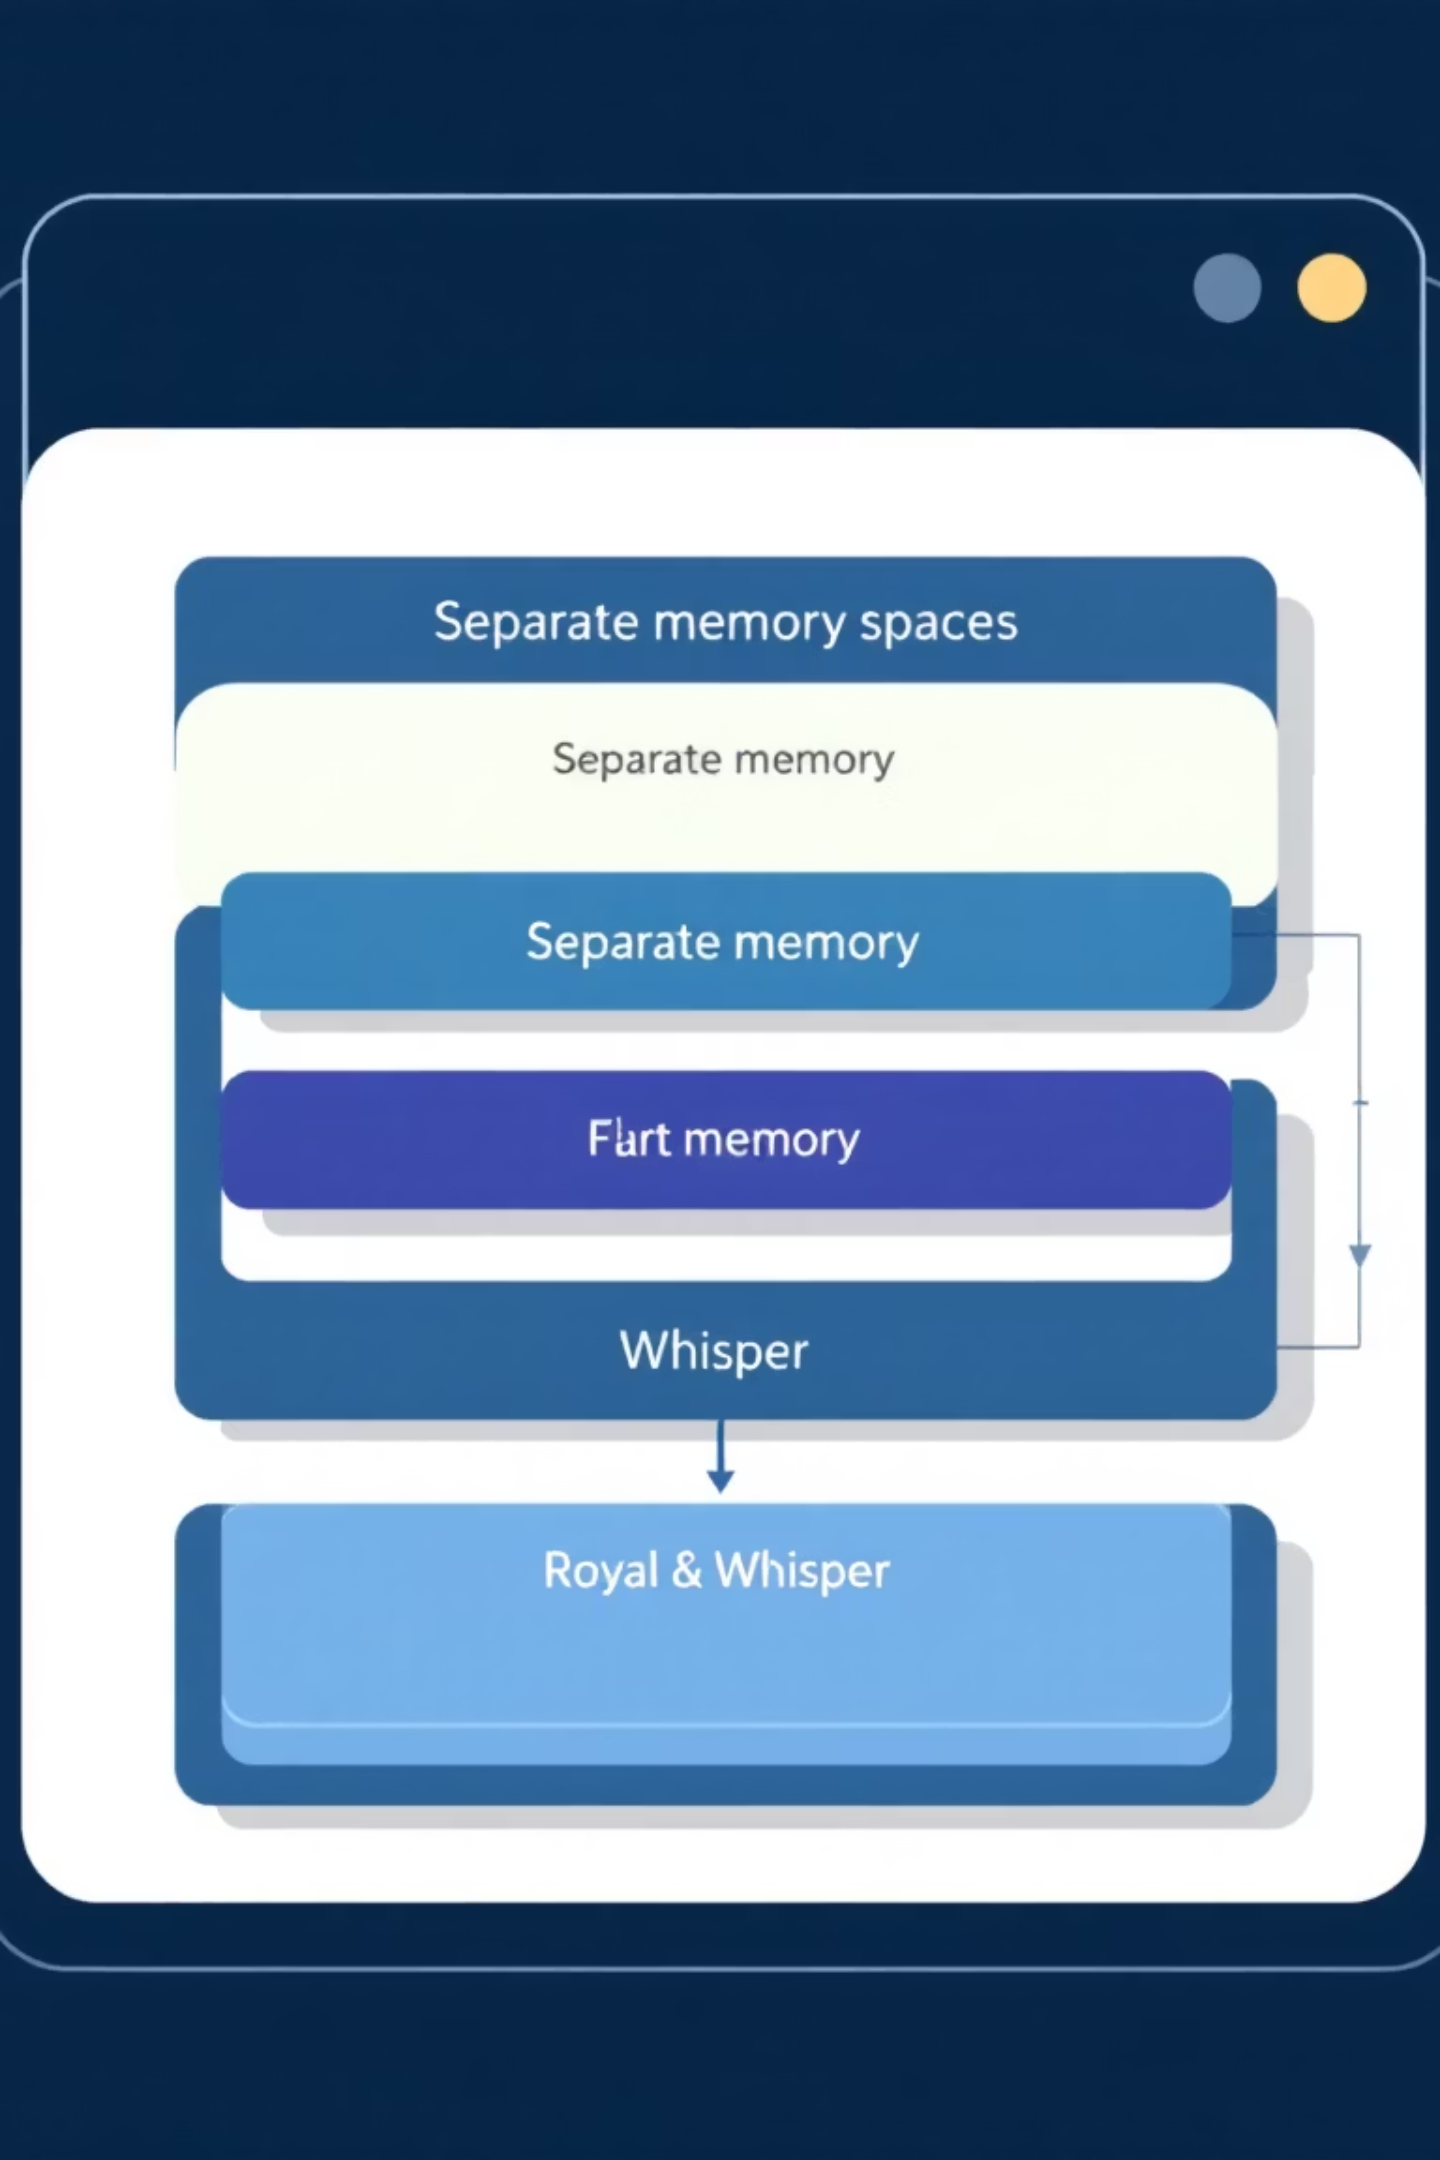 Separate memory spaces
Separate memory
Separate memory
memory
Whisper
Royal & Whisper